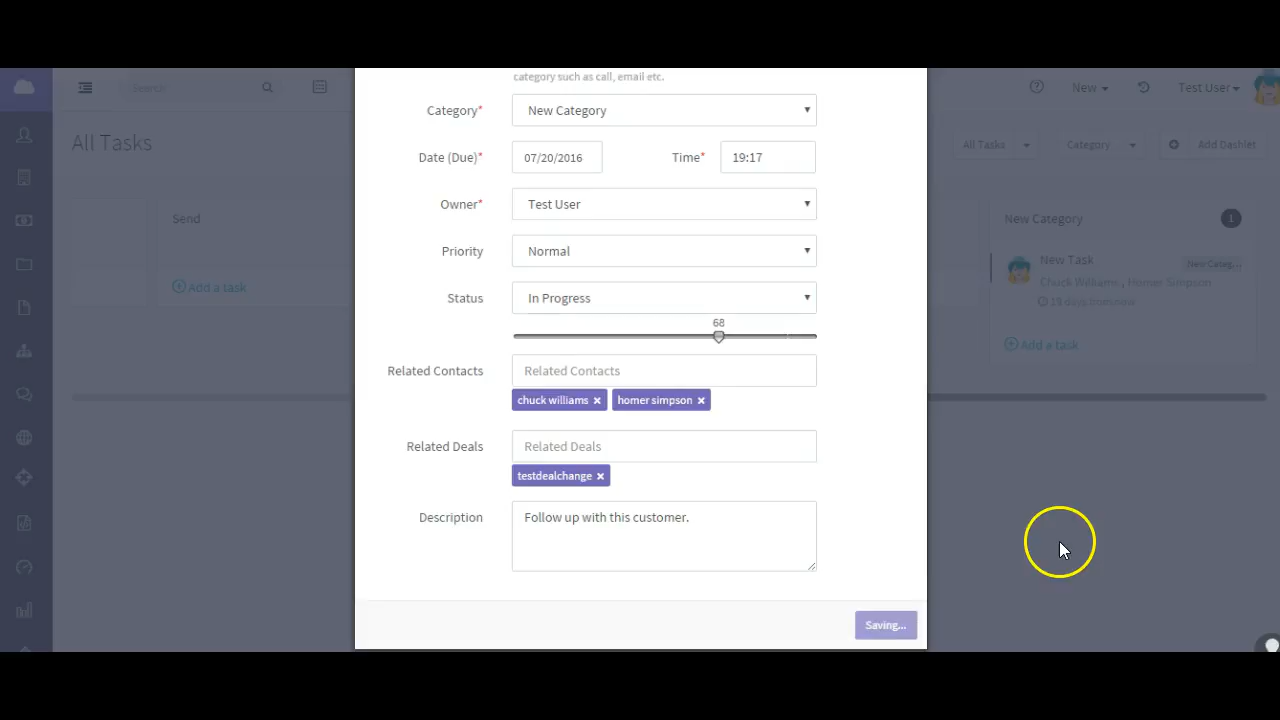 category such as call, email etc.
Search
New
Test User
All Tasks
All Tasks
Category
Add Dashlet
Category* New Category
Date (Due)* 07/20/2016 Time* 19:17
Owner* Test User
Priority Normal
Status In Progress
68
Related Contacts Related Contacts
chuck williams × homer simpson ×
Related Deals Related Deals
testdealchange ×
Description Follow up with this customer.
Saving...
Send
Add a task
New Category 1
New Task New Categ...
Chuck Williams , Homer Simpson
19 days from now
Add a task